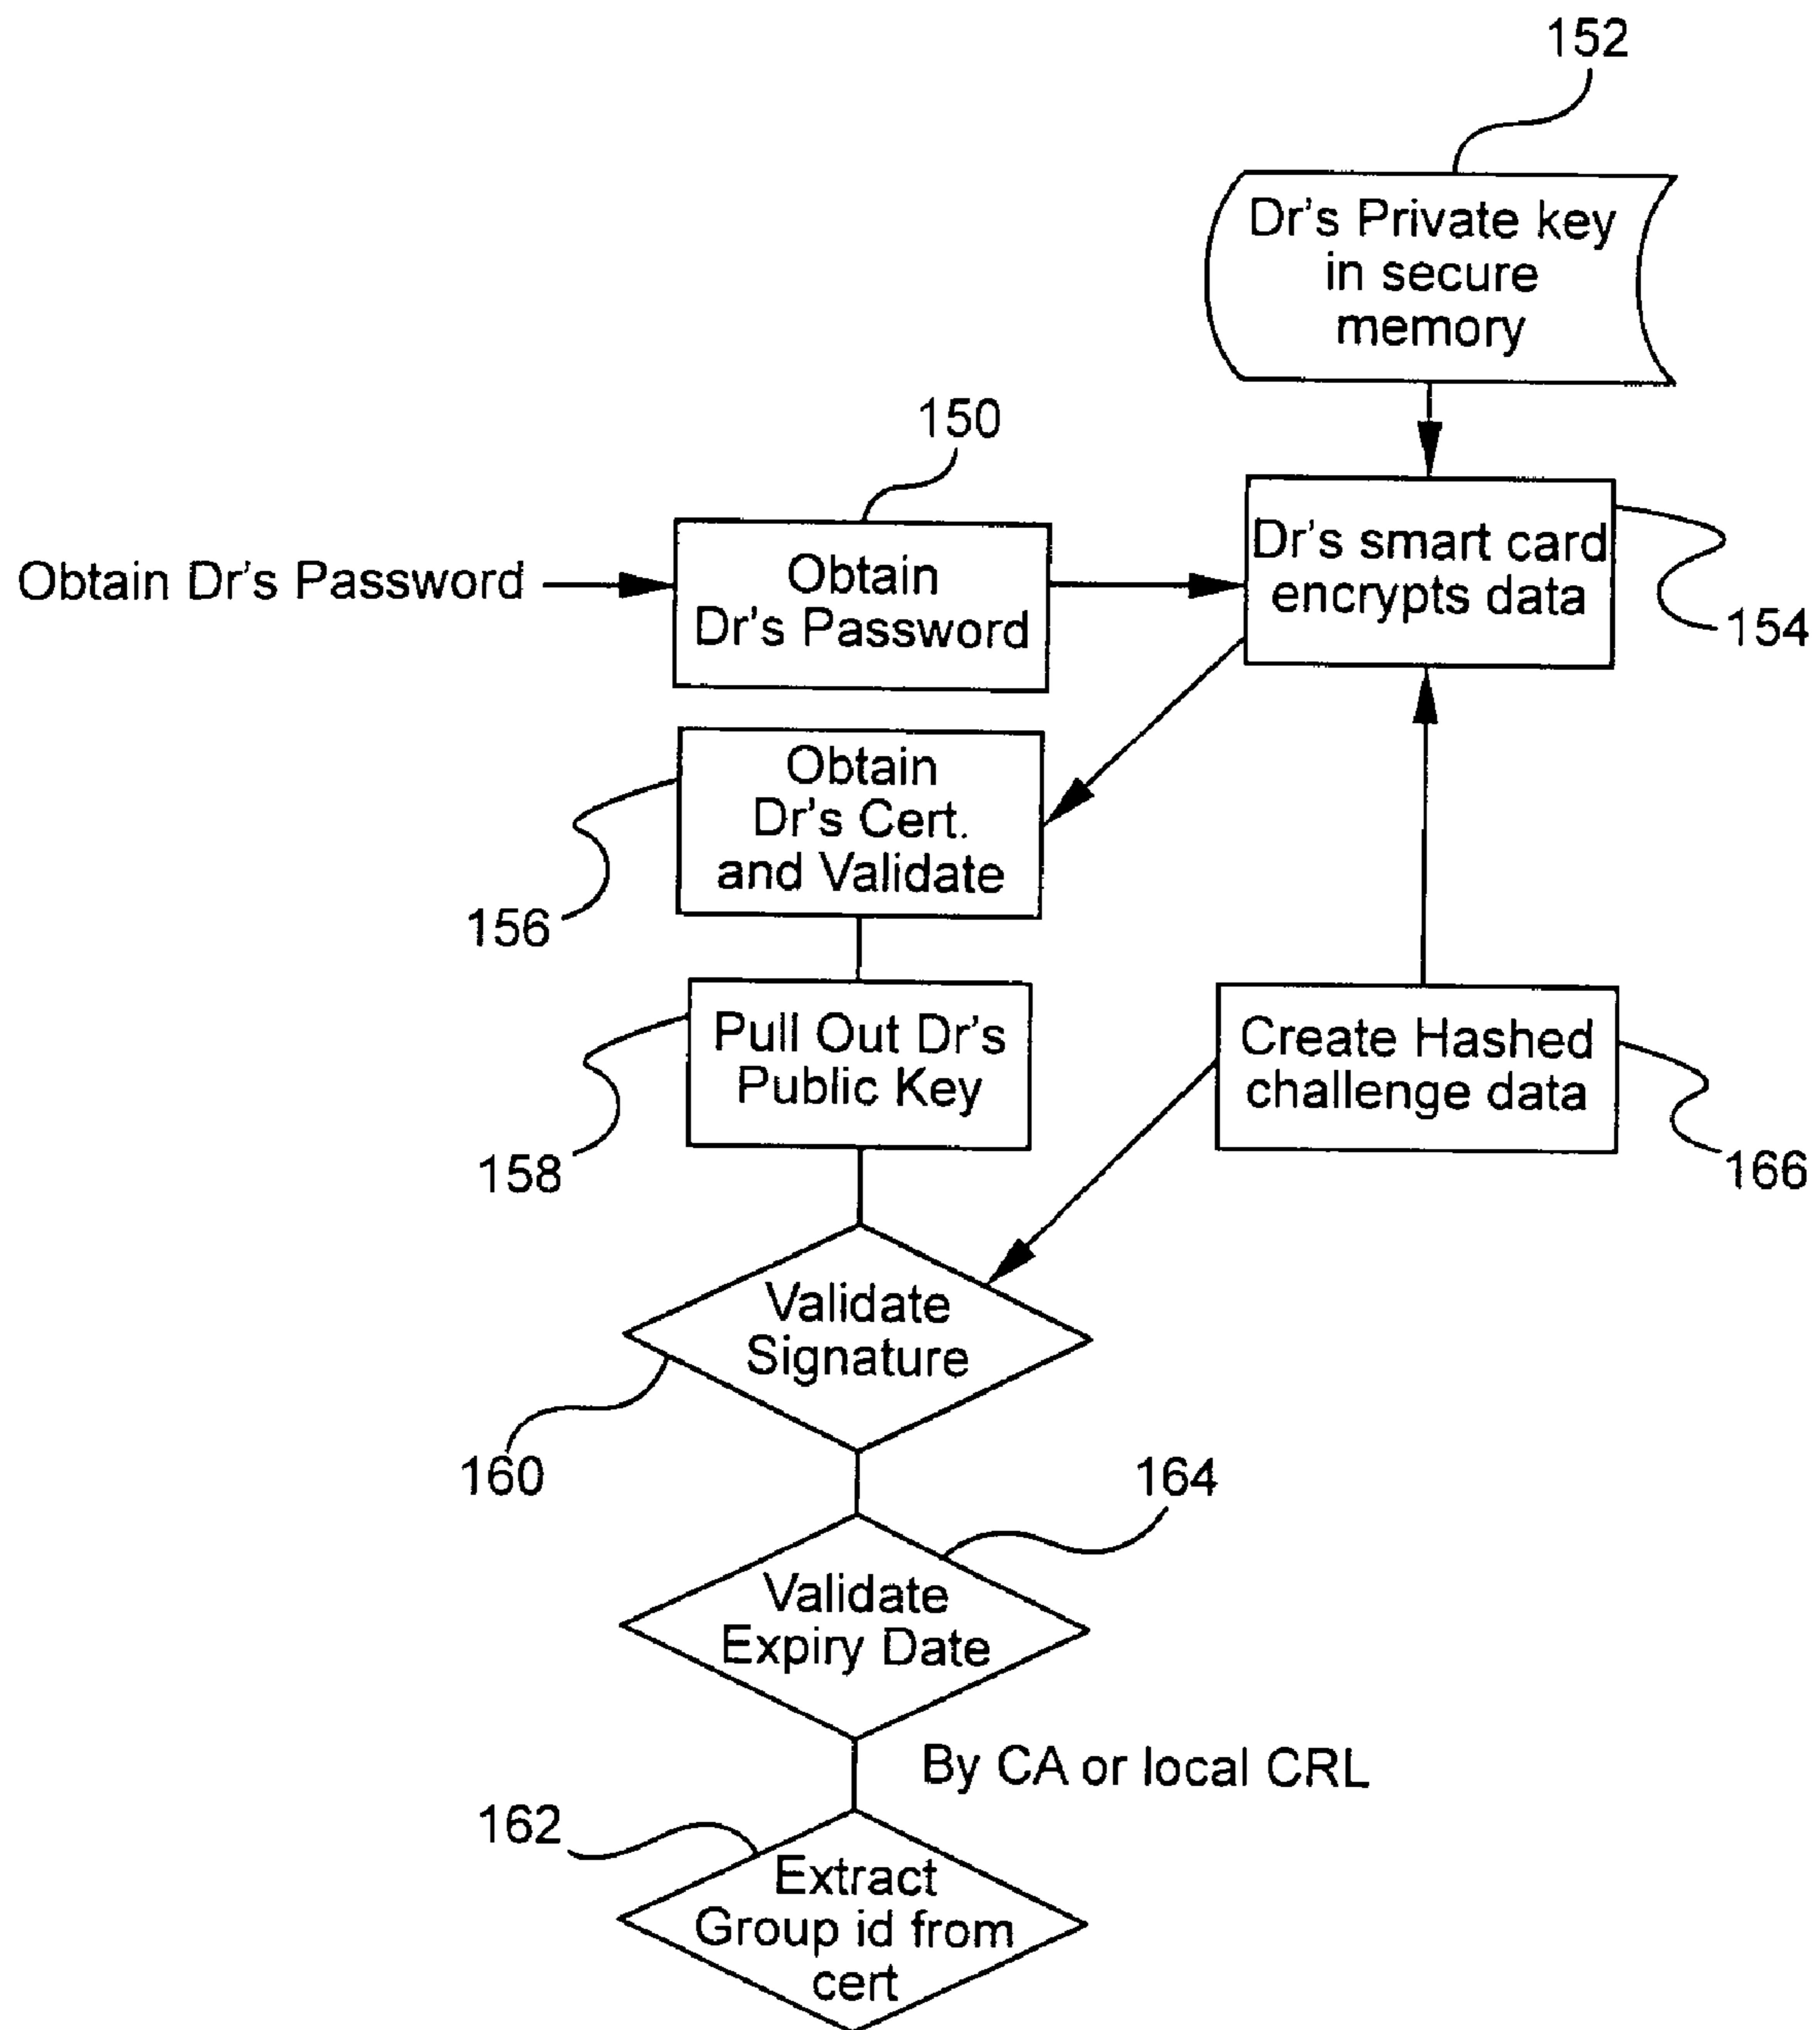 152
Dr's Private key
in secure
memory
150
Obtain Dr's Password
Obtain
Dr's Password
Dr's smart card
encrypts data
154
Obtain
Dr's Cert.
and Validate
156
Pull Out Dr's
Public Key
158
Create Hashed
challenge data
166
Validate
Signature
160
164
Validate
Expiry Date
By CA or local CRL
162
Extract
Group id from
cert